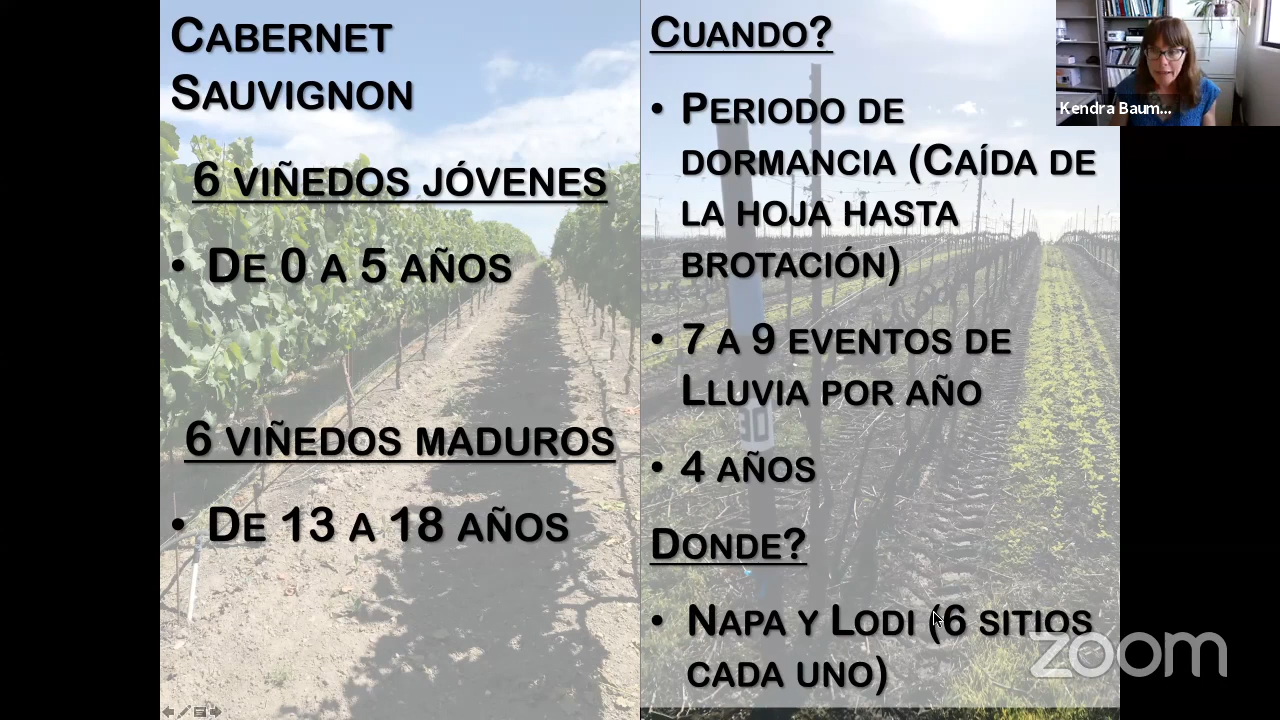 CABERNET
SAUVIGNON
6 VIÑEDOS JÓVENES
• DE 0 A 5 AÑOS
6 VIÑEDOS MADUROS
• DE 13 A 18 AÑOS
CUANDO?
• PERIODO DE
DORMANCIA (CAÍDA DE
LA HOJA HASTA
BROTACIÓN)
• 7 A 9 EVENTOS DE
LLUVIA POR AÑO
• 4 AÑOS
DONDE?
• NAPA Y LODI (6 SITIOS
CADA UNO)
30
Kendra Baum...
zoom